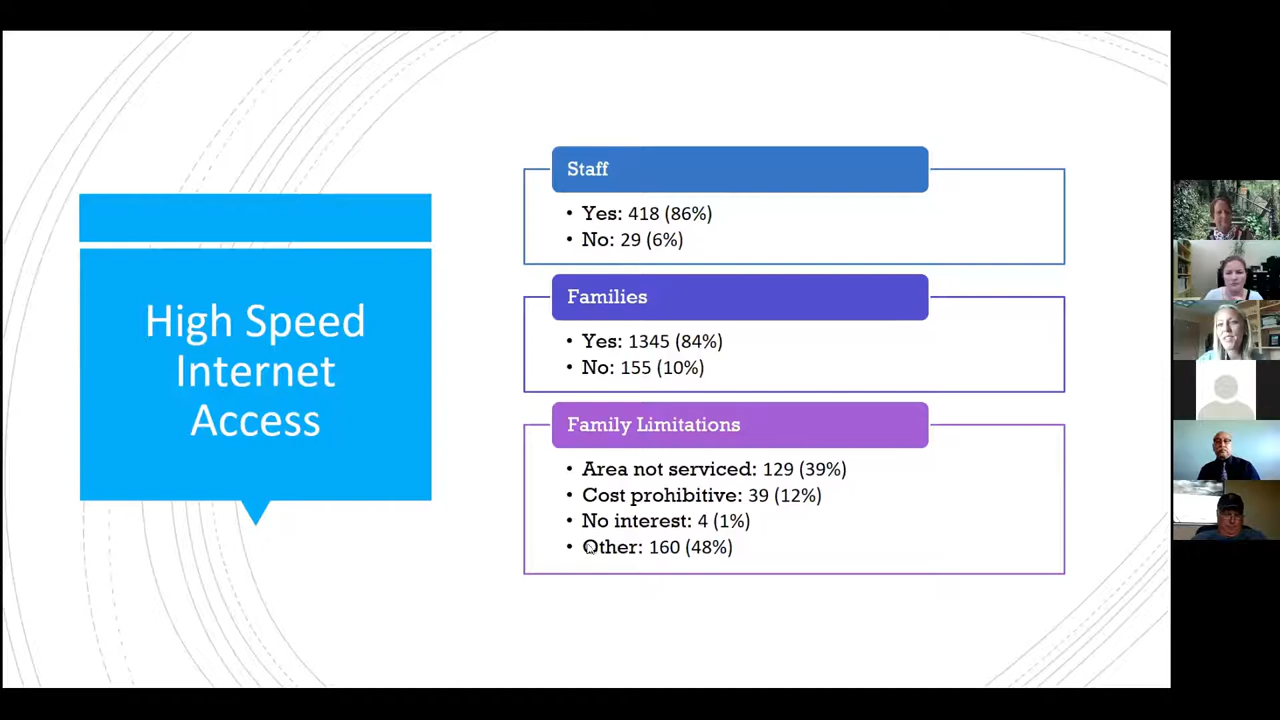 High Speed
Internet
Access
Staff
• Yes: 418 (86%)
• No: 29 (6%)
Families
• Yes: 1345 (84%)
• No: 155 (10%)
Family Limitations
• Area not serviced: 129 (39%)
• Cost prohibitive: 39 (12%)
• No interest: 4 (1%)
• Other: 160 (48%)